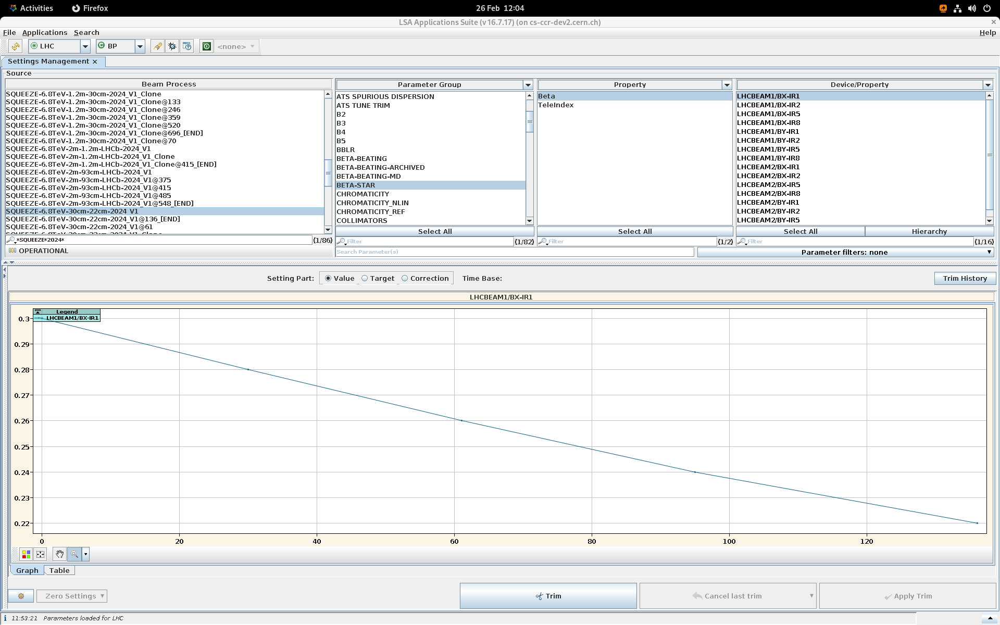 Activities Firefox 26 Feb 12:04
LSA Applications Suite (v 16.7.17) (on cs-ccr-dev2.cern.ch)
File Applications Search Help
LHC BP <none>
Settings Management
Source
Beam Process
SQUEEZE-6.8TeV-1.2m-30cm-2024_V1_Clone
SQUEEZE-6.8TeV-1.2m-30cm-2024_V1_Clone@133
SQUEEZE-6.8TeV-1.2m-30cm-2024_V1_Clone@246
SQUEEZE-6.8TeV-1.2m-30cm-2024_V1_Clone@359
SQUEEZE-6.8TeV-1.2m-30cm-2024_V1_Clone@520
SQUEEZE-6.8TeV-1.2m-30cm-2024_V1_Clone@696_[END]
SQUEEZE-6.8TeV-1.2m-30cm-2024_V1_Clone@70
SQUEEZE-6.8TeV-2m-1.2m-LHCb-2024_V1
SQUEEZE-6.8TeV-2m-1.2m-LHCb-2024_V1_Clone
SQUEEZE-6.8TeV-2m-1.2m-LHCb-2024_V1_Clone@415_[END]
SQUEEZE-6.8TeV-2m-93cm-LHCb-2024_V1
SQUEEZE-6.8TeV-2m-93cm-LHCb-2024_V1@375
SQUEEZE-6.8TeV-2m-93cm-LHCb-2024_V1@415
SQUEEZE-6.8TeV-2m-93cm-LHCb-2024_V1@485
SQUEEZE-6.8TeV-2m-93cm-LHCb-2024_V1@548_[END]
SQUEEZE-6.8TeV-30cm-22cm-2024_V1
SQUEEZE-6.8TeV-30cm-22cm-2024_V1@136_[END]
SQUEEZE-6.8TeV-30cm-22cm-2024_V1@61
*SQUEEZE*2024* (1/86)
OPERATIONAL
Parameter Group
ATS SPURIOUS DISPERSION
ATS TUNE TRIM
B2
B3
B4
B5
BBLR
BETA-BEATING
BETA-BEATING-ARCHIVED
BETA-BEATING-MD
BETA-STAR
CHROMATICITY
CHROMATICITY_NLIN
CHROMATICITY_REF
COLLIMATORS
Select All
Filter (1/82)
Property
Beta
TeleIndex
Select All
Filter (1/2)
Device/Property
LHCBEAM1/BX-IR1
LHCBEAM1/BX-IR2
LHCBEAM1/BX-IR5
LHCBEAM1/BX-IR8
LHCBEAM1/BY-IR1
LHCBEAM1/BY-IR2
LHCBEAM1/BY-IR5
LHCBEAM1/BY-IR8
LHCBEAM2/BX-IR1
LHCBEAM2/BX-IR2
LHCBEAM2/BX-IR5
LHCBEAM2/BX-IR8
LHCBEAM2/BY-IR1
LHCBEAM2/BY-IR2
LHCBEAM2/BY-IR5
Select All Hierarchy
Filter (1/16)
Search Parameter(s) Parameter filters: none
Setting Part: Value Target Correction Time Base: Trim History
LHCBEAM1/BX-IR1
Legend
LHCBEAM1/BX-IR1
0.3
0.29
0.28
0.27
0.26
0.25
0.24
0.23
0.22
0 20 40 60 80 100 120
Graph Table
Zero Settings Trim Cancel last trim Apply Trim
11:53:21 Parameters loaded for LHC